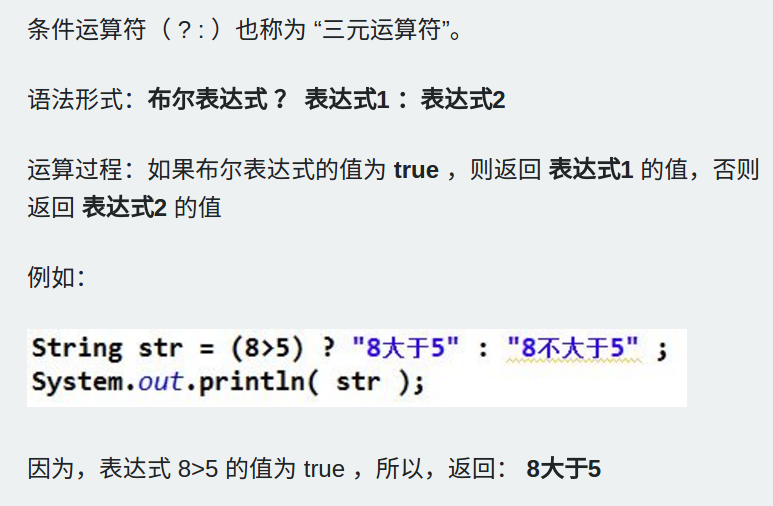 条件运算符（ ? : ）也称为 “三元运算符”。
语法形式：布尔表达式 ？ 表达式1 ：表达式2
运算过程：如果布尔表达式的值为 true ，则返回 表达式1 的值，否则
返回 表达式2 的值
例如：
String str = (8>5) ? "8大于5" : "8不大于5" ;
System.out.println( str );
因为，表达式 8>5 的值为 true ，所以，返回： 8大于5